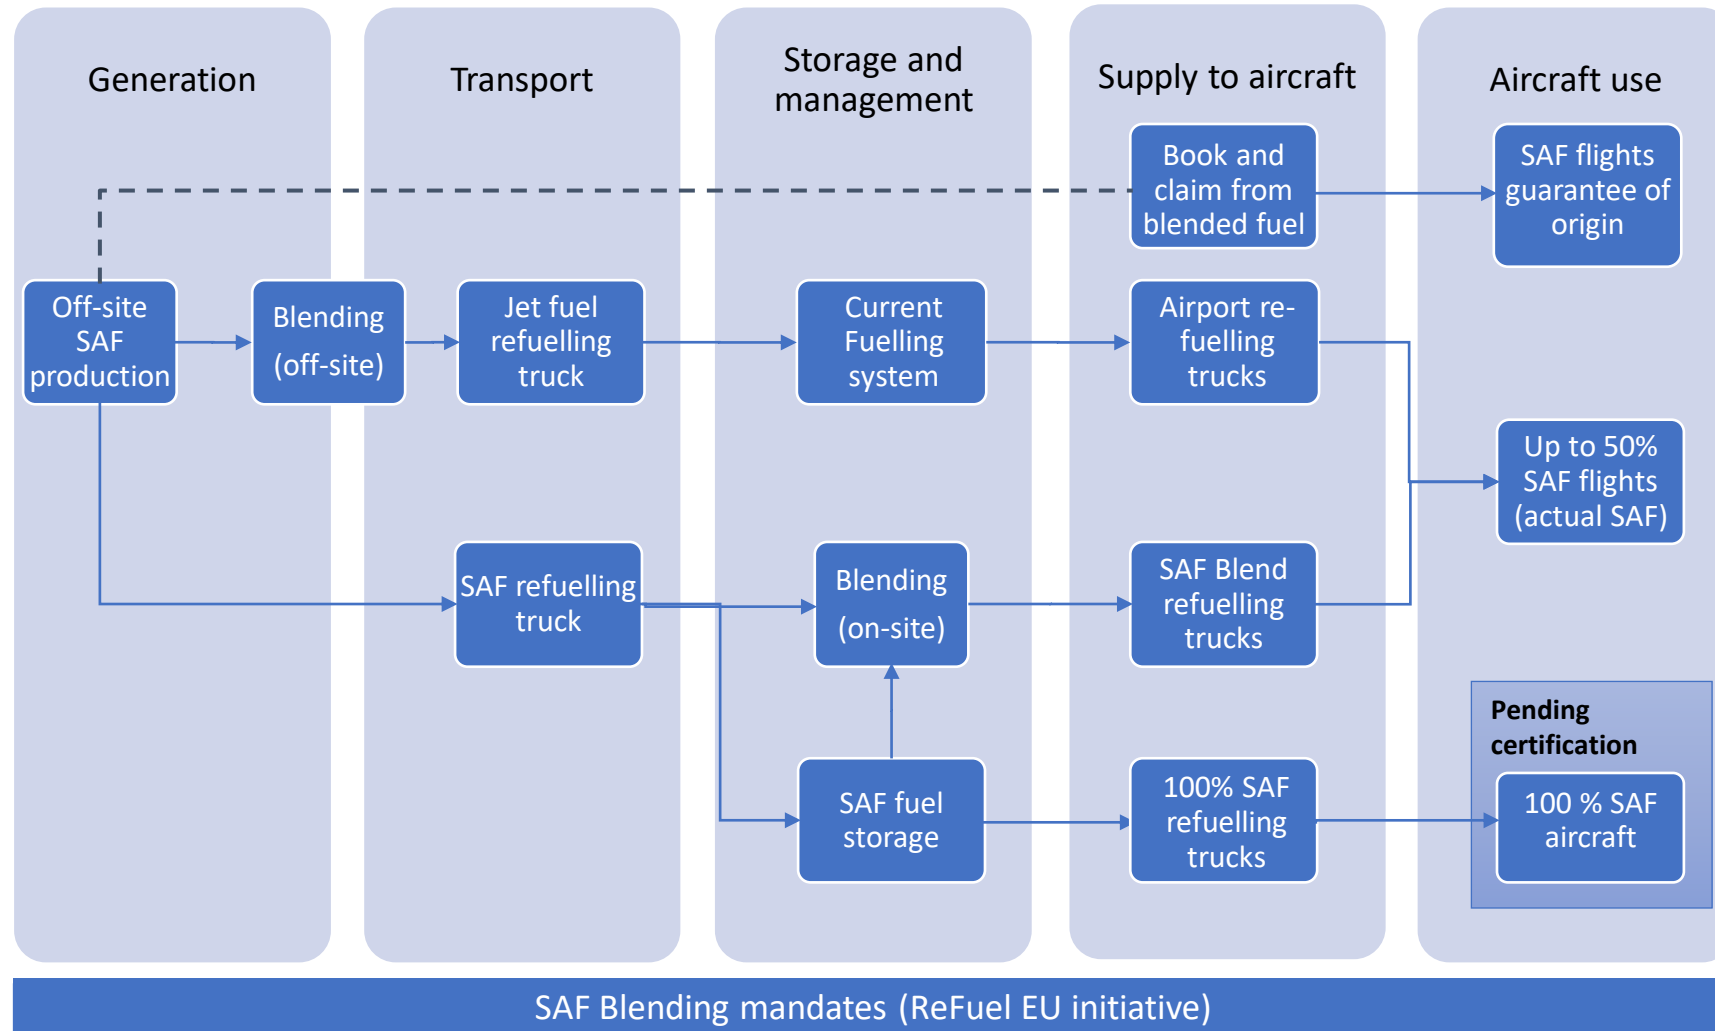 Generation
Transport
Storage and
management
Supply to aircraft
Aircraft use
Book and
claim from
blended fuel
SAF flights
guarantee of
origin
Off-site
SAF
production
Blending
(off-site)
Jet fuel
refuelling
truck
Current
Fuelling
system
Airport re-
fuelling
trucks
Up to 50%
SAF flights
(actual SAF)
SAF refuelling
truck
Blending
(on-site)
SAF Blend
refuelling
trucks
Pending
certification
SAF fuel
storage
100% SAF
refuelling
trucks
100 % SAF
aircraft
SAF Blending mandates (ReFuel EU initiative)